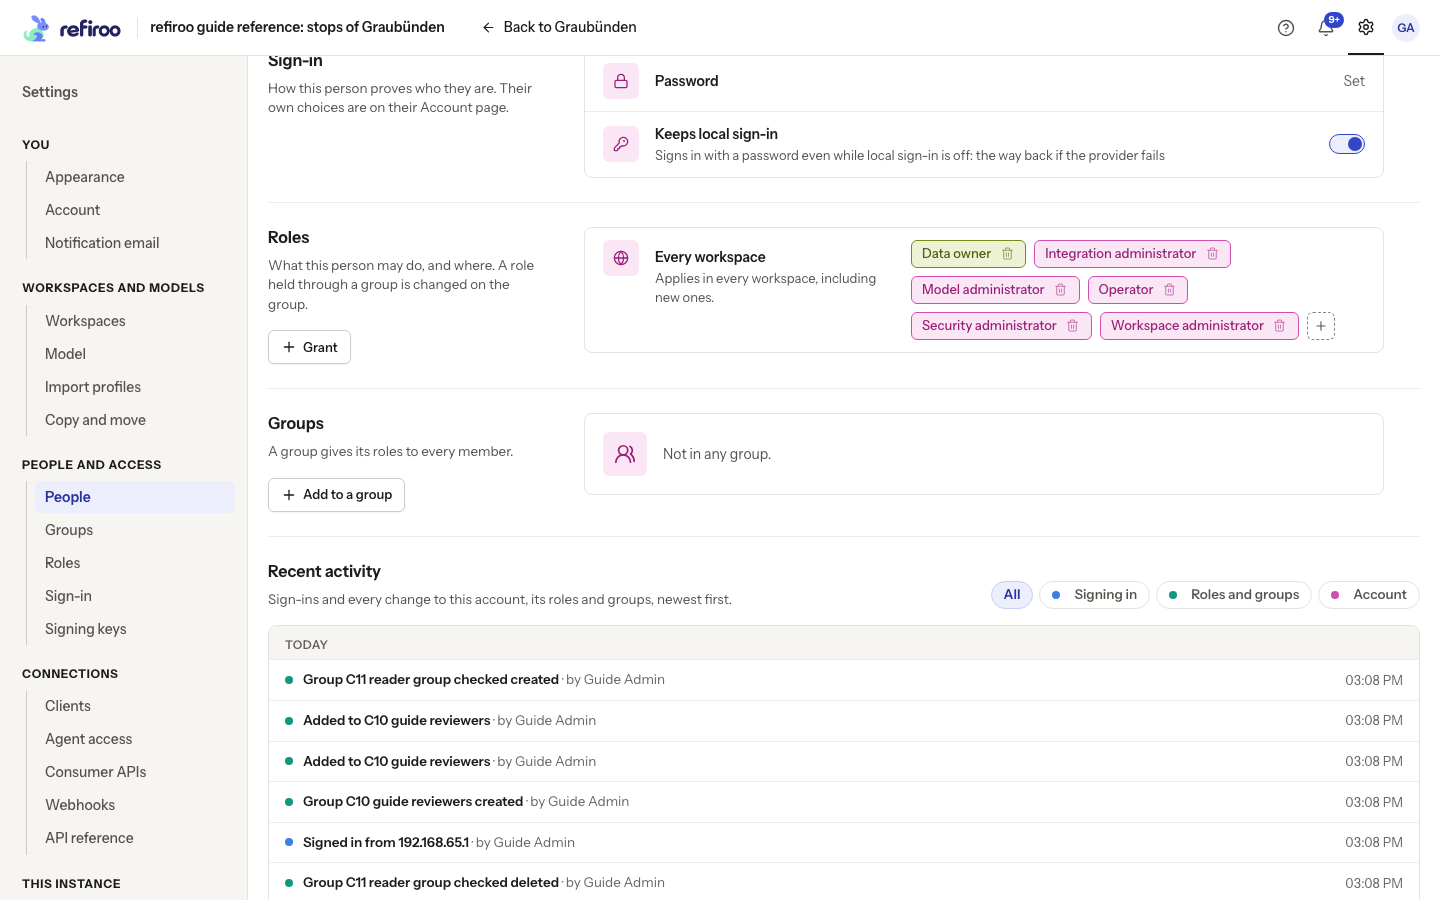 refiroo
refiroo guide reference: stops of Graubünden
Back to Graubünden
9+
GA
Settings
YOU
Appearance
Account
Notification email
WORKSPACES AND MODELS
Workspaces
Model
Import profiles
Copy and move
PEOPLE AND ACCESS
People
Groups
Roles
Sign-in
Signing keys
CONNECTIONS
Clients
Agent access
Consumer APIs
Webhooks
API reference
THIS INSTANCE
Sign-in
How this person proves who they are. Their
own choices are on their Account page.
Password
Set
Keeps local sign-in
Signs in with a password even while local sign-in is off: the way back if the provider fails
Roles
What this person may do, and where. A role
held through a group is changed on the
group.
Grant
Every workspace
Applies in every workspace, including
new ones.
Data owner
Integration administrator
Model administrator
Operator
Security administrator
Workspace administrator
Groups
A group gives its roles to every member.
Add to a group
Not in any group.
Recent activity
Sign-ins and every change to this account, its roles and groups, newest first.
All
Signing in
Roles and groups
Account
TODAY
Group C11 reader group checked created · by Guide Admin 03:08 PM
Added to C10 guide reviewers · by Guide Admin 03:08 PM
Added to C10 guide reviewers · by Guide Admin 03:08 PM
Group C10 guide reviewers created · by Guide Admin 03:08 PM
Signed in from 192.168.65.1 · by Guide Admin 03:08 PM
Group C11 reader group checked deleted · by Guide Admin 03:08 PM